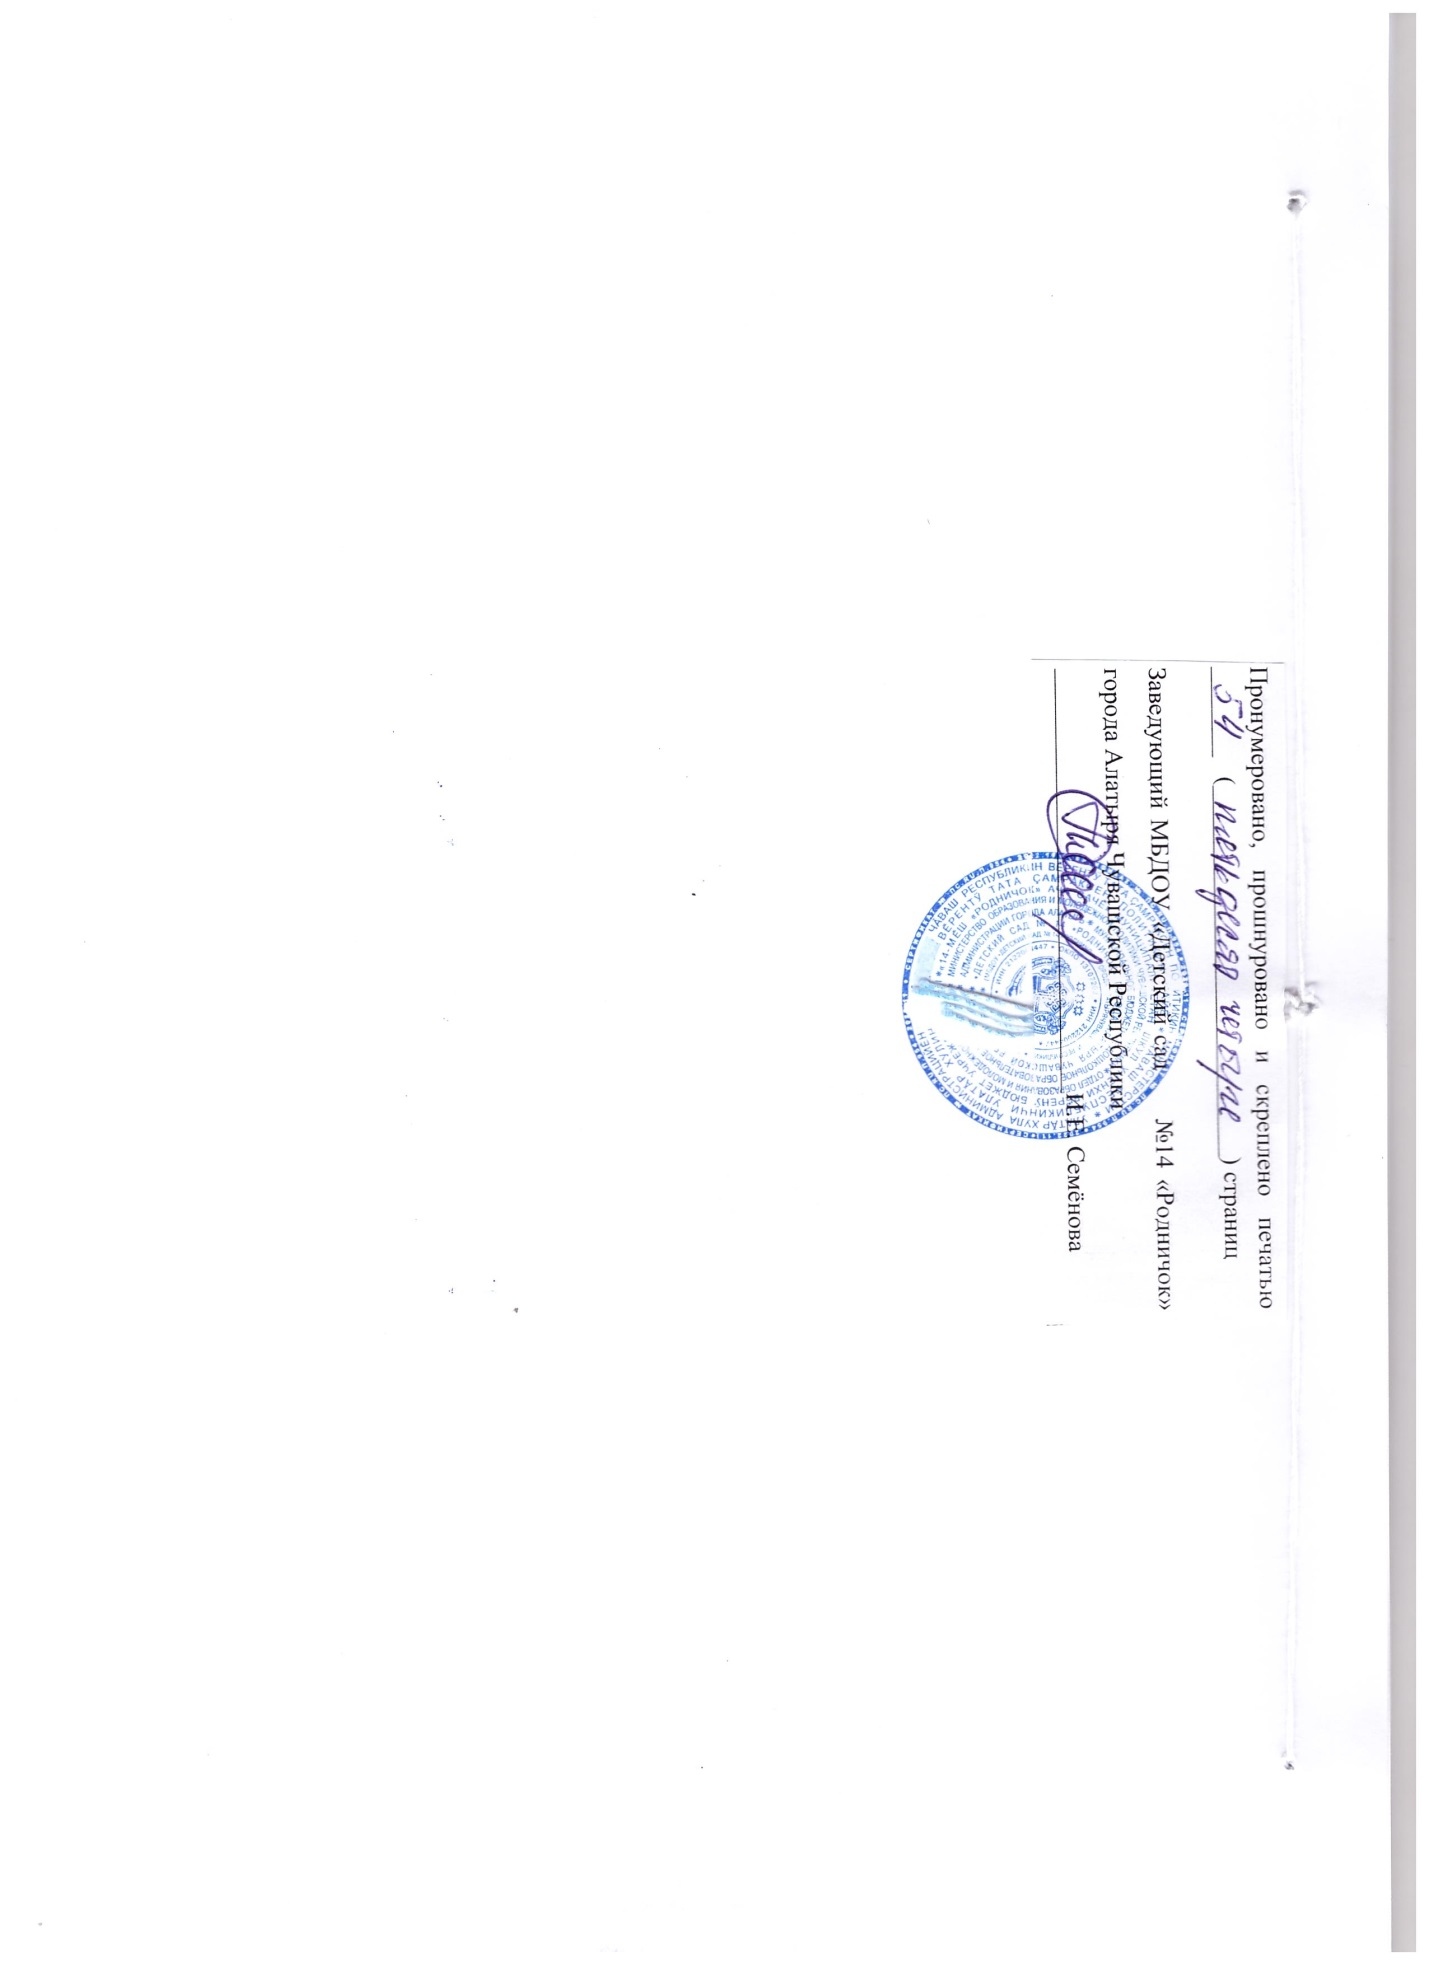 Пронумеровано, прошнуровано и скреплено печатью
54 ( пятьдесят четыре ) страниц
Заведующий МБДОУ «Детский сад №14 «Родничок»
города Алатыря Чувашской Республики
И.Е. Семёнова